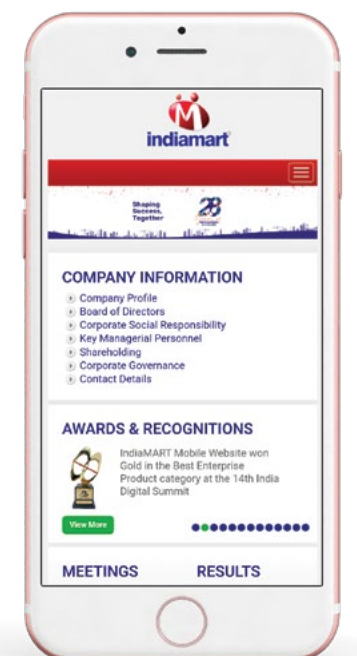 indiamart
Shaping
Success,
Together
28
COMPANY INFORMATION
Company Profile
Board of Directors
Corporate Social Responsibility
Key Managerial Personnel
Shareholding
Corporate Governance
Contact Details
AWARDS & RECOGNITIONS
IndiaMART Mobile Website won
Gold in the Best Enterprise
Product category at the 14th India
Digital Summit
View More
MEETINGS RESULTS